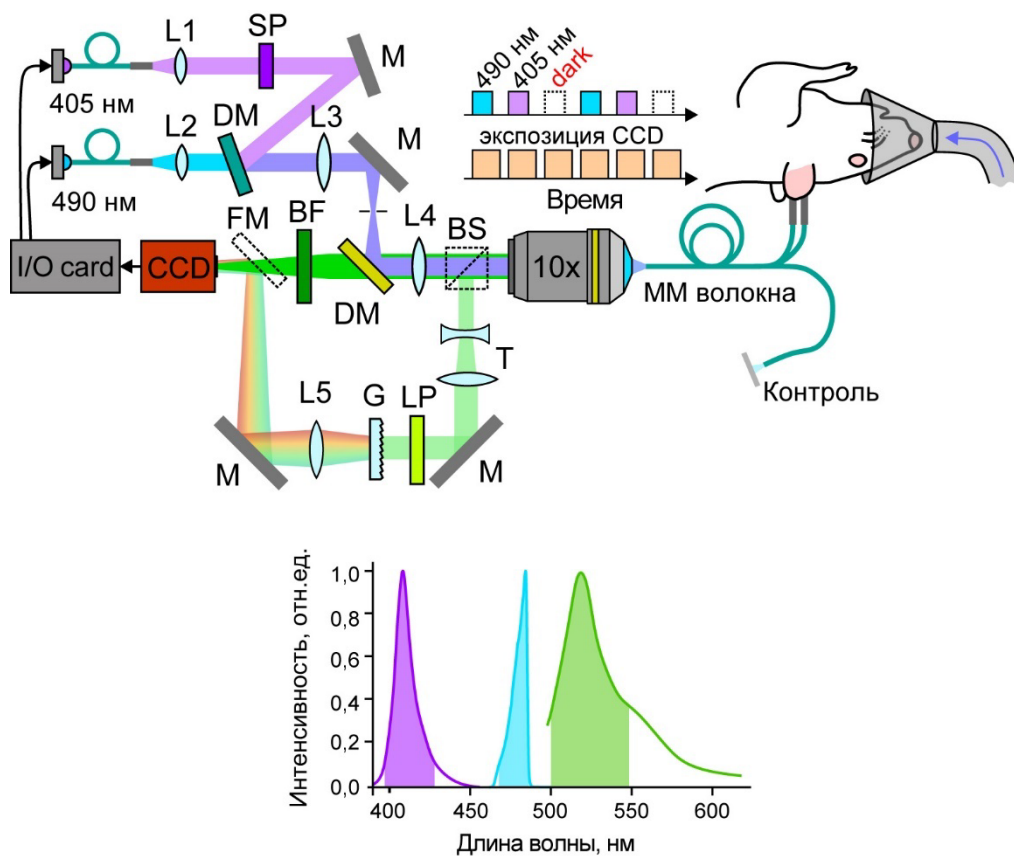 L1
SP
M
405 нм
L2
DM
L3
M
490 нм
490 нм
405 нм
dark
экспозиция CCD
Время
FM
BF
L4
BS
I/O card
CCD
DM
10x
ММ волокна
T
Контроль
L5
G
LP
M
M
Интенсивность, отн.ед.
1,0
0,8
0,6
0,4
0,2
0,0
400
450
500
550
600
Длина волны, нм